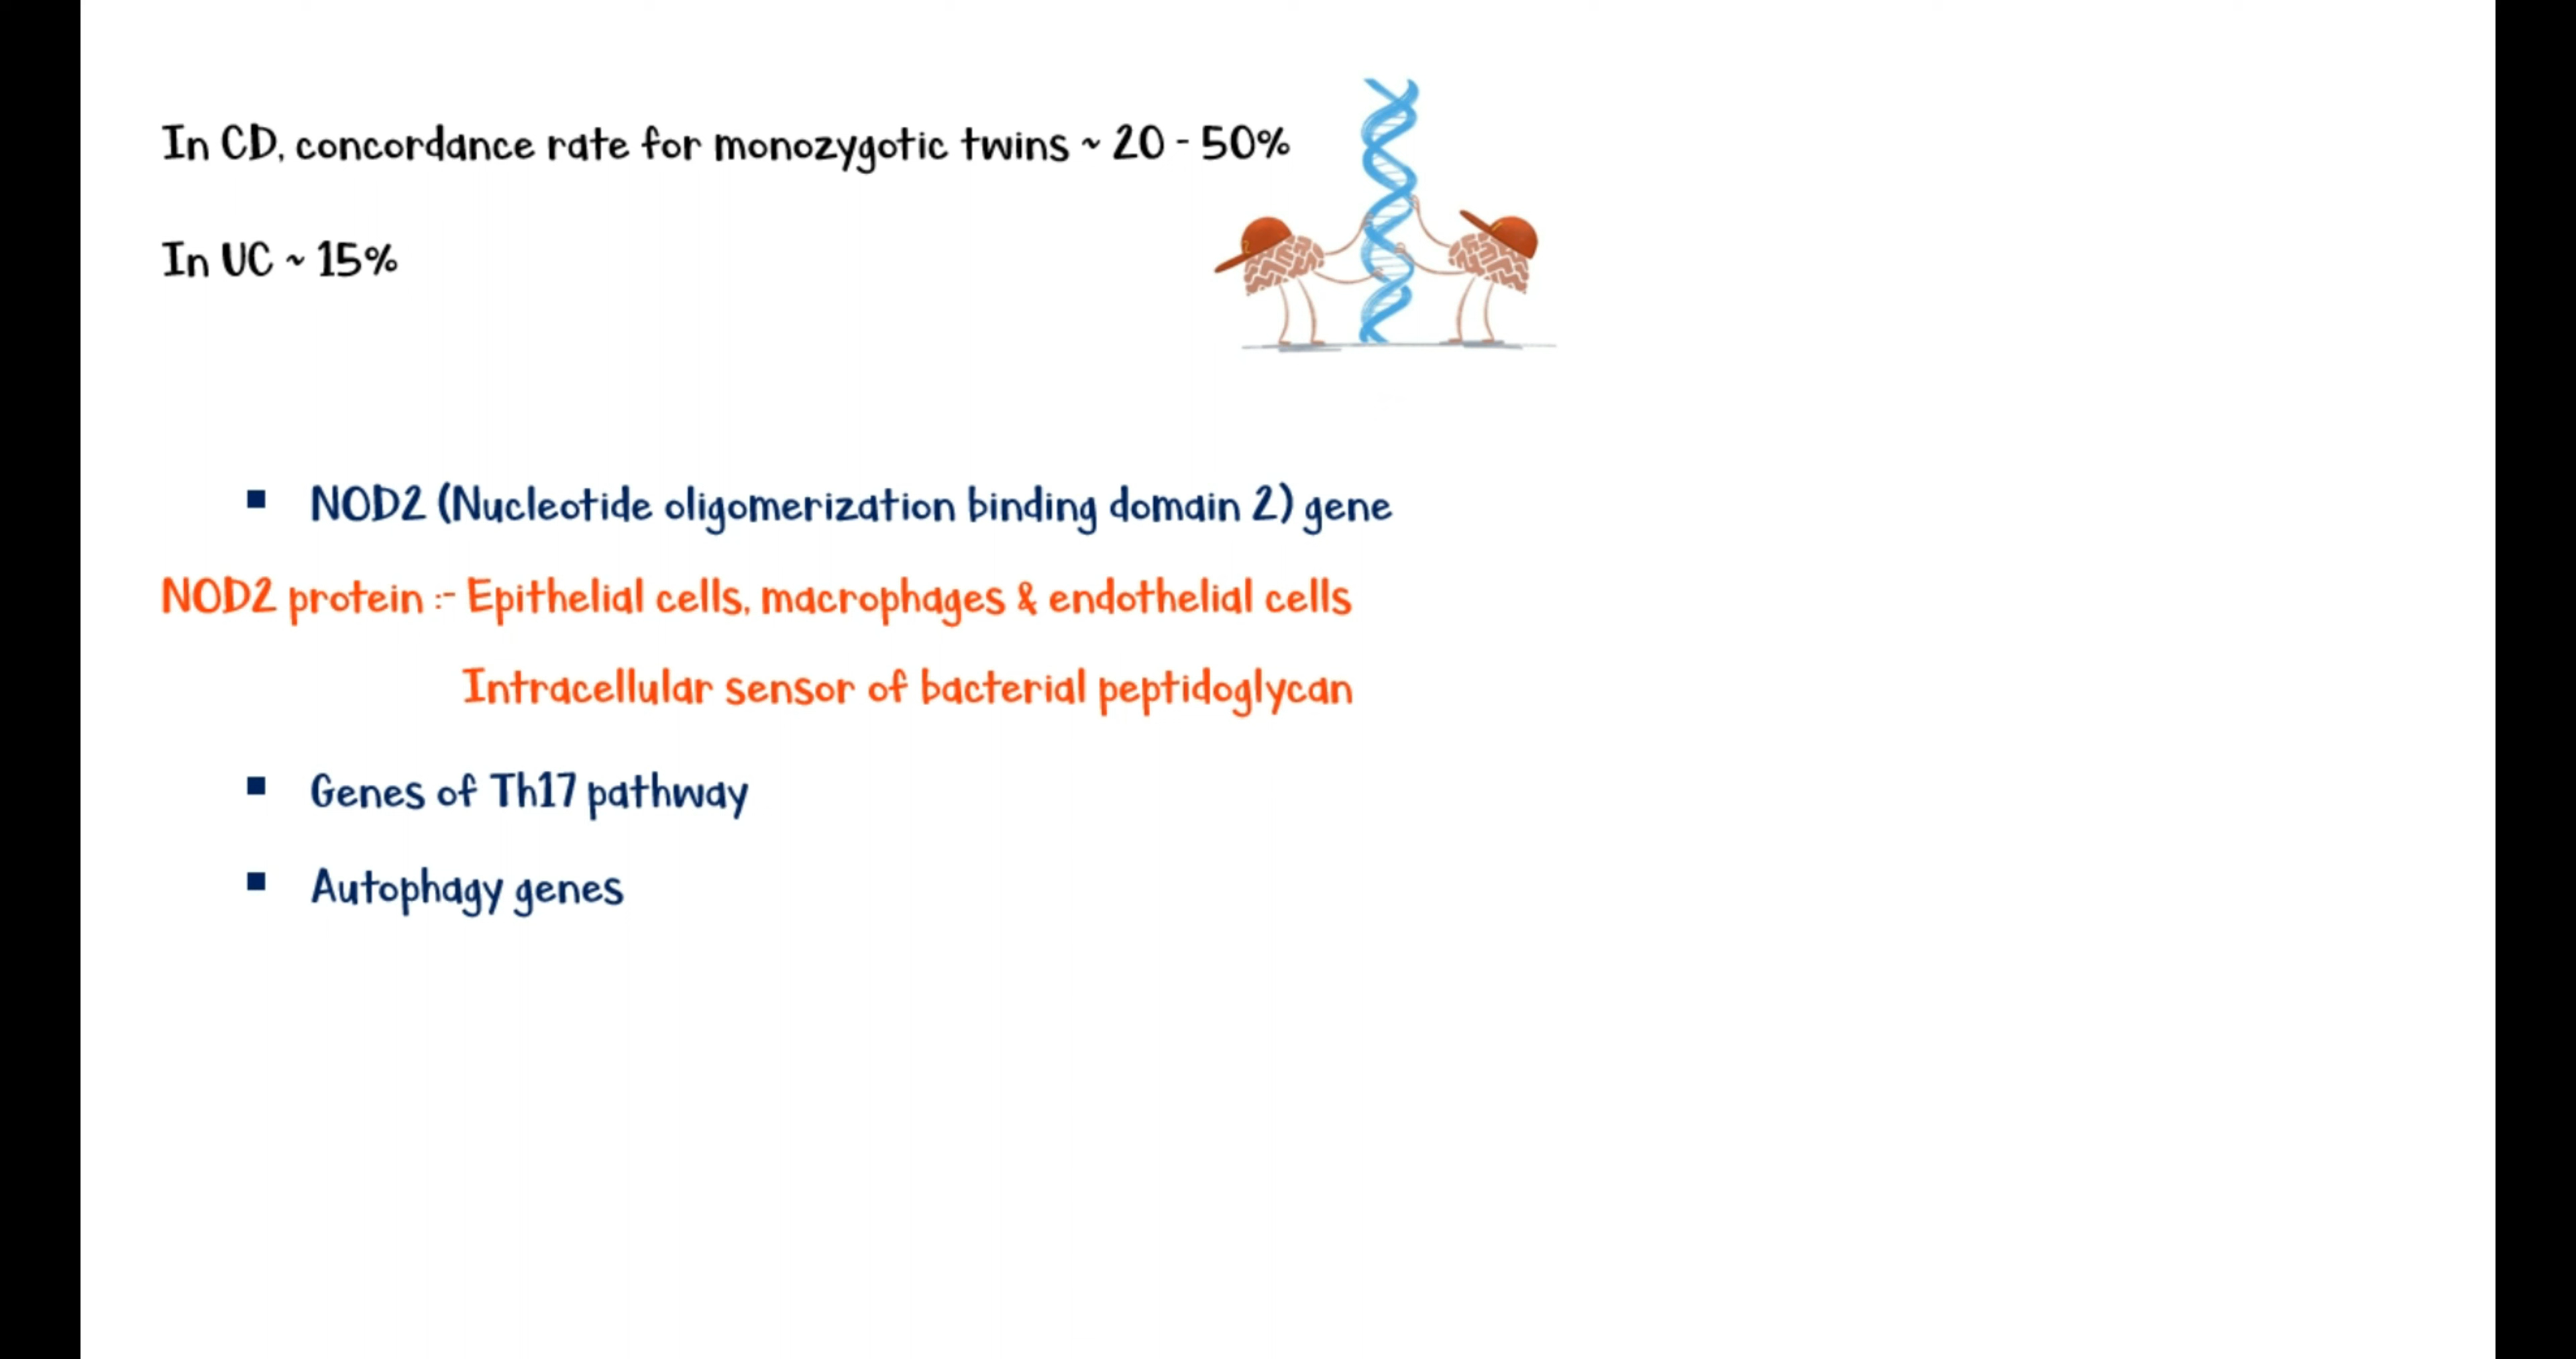 In CD, concordance rate for monozygotic twins ~ 20 - 50%
In UC ~ 15%
▪ NOD2 (Nucleotide oligomerization binding domain 2) gene
NOD2 protein :- Epithelial cells, macrophages & endothelial cells
Intracellular sensor of bacterial peptidoglycan
▪ Genes of Th17 pathway
▪ Autophagy genes